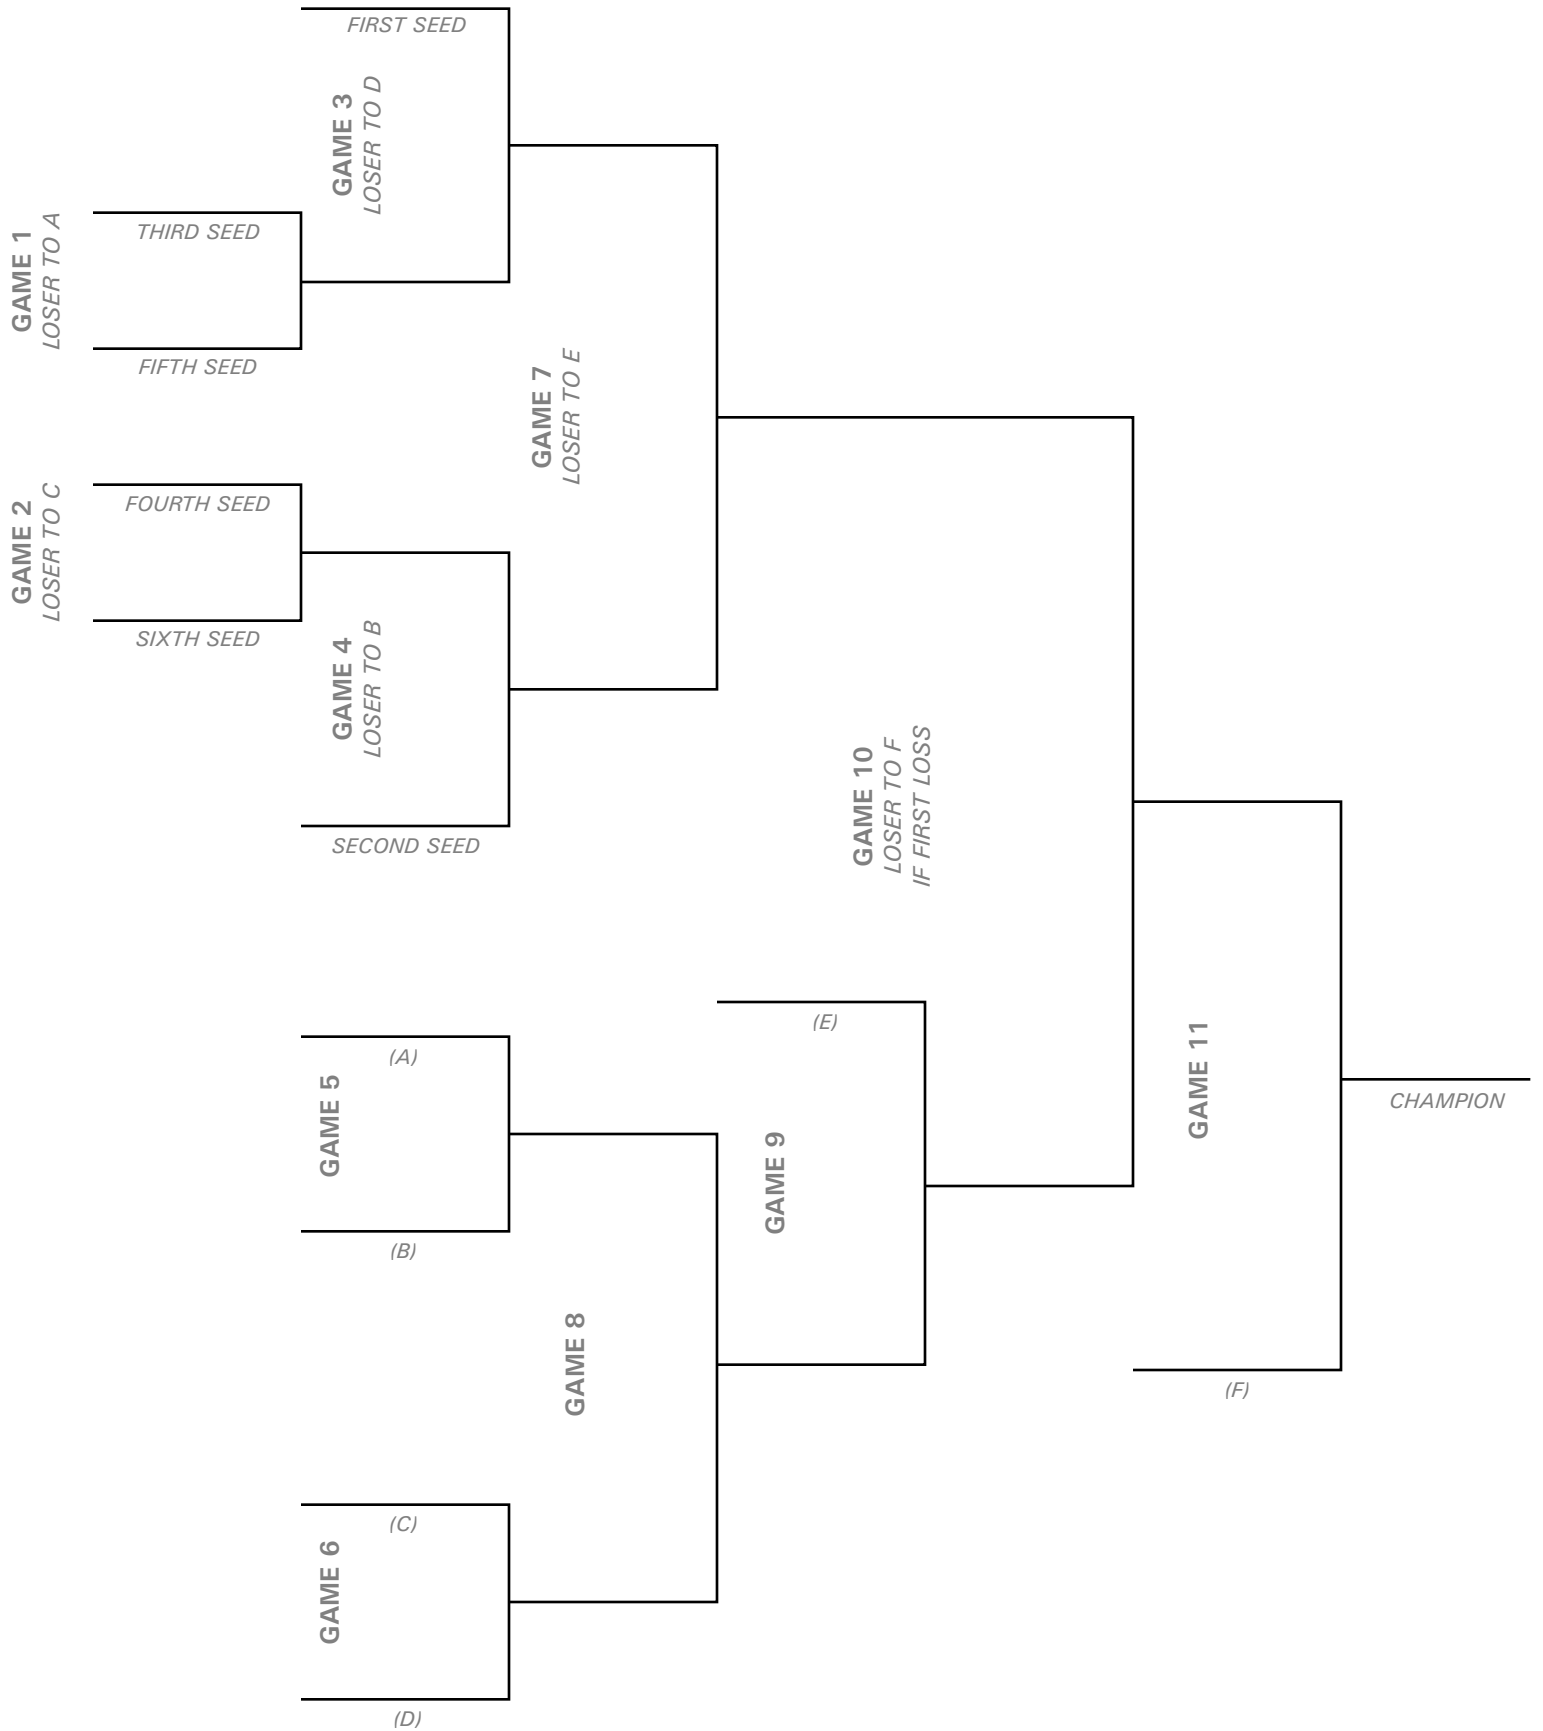 FIRST SEED
GAME 3
LOSER TO D
THIRD SEED
GAME 1
LOSER TO A
FIFTH SEED
GAME 7
LOSER TO E
FOURTH SEED
GAME 2
LOSER TO C
SIXTH SEED
GAME 4
LOSER TO B
SECOND SEED
GAME 10
LOSER TO F
IF FIRST LOSS
(E)
(A)
GAME 5
(B)
GAME 9
GAME 11
CHAMPION
GAME 8
(F)
(C)
GAME 6
(D)